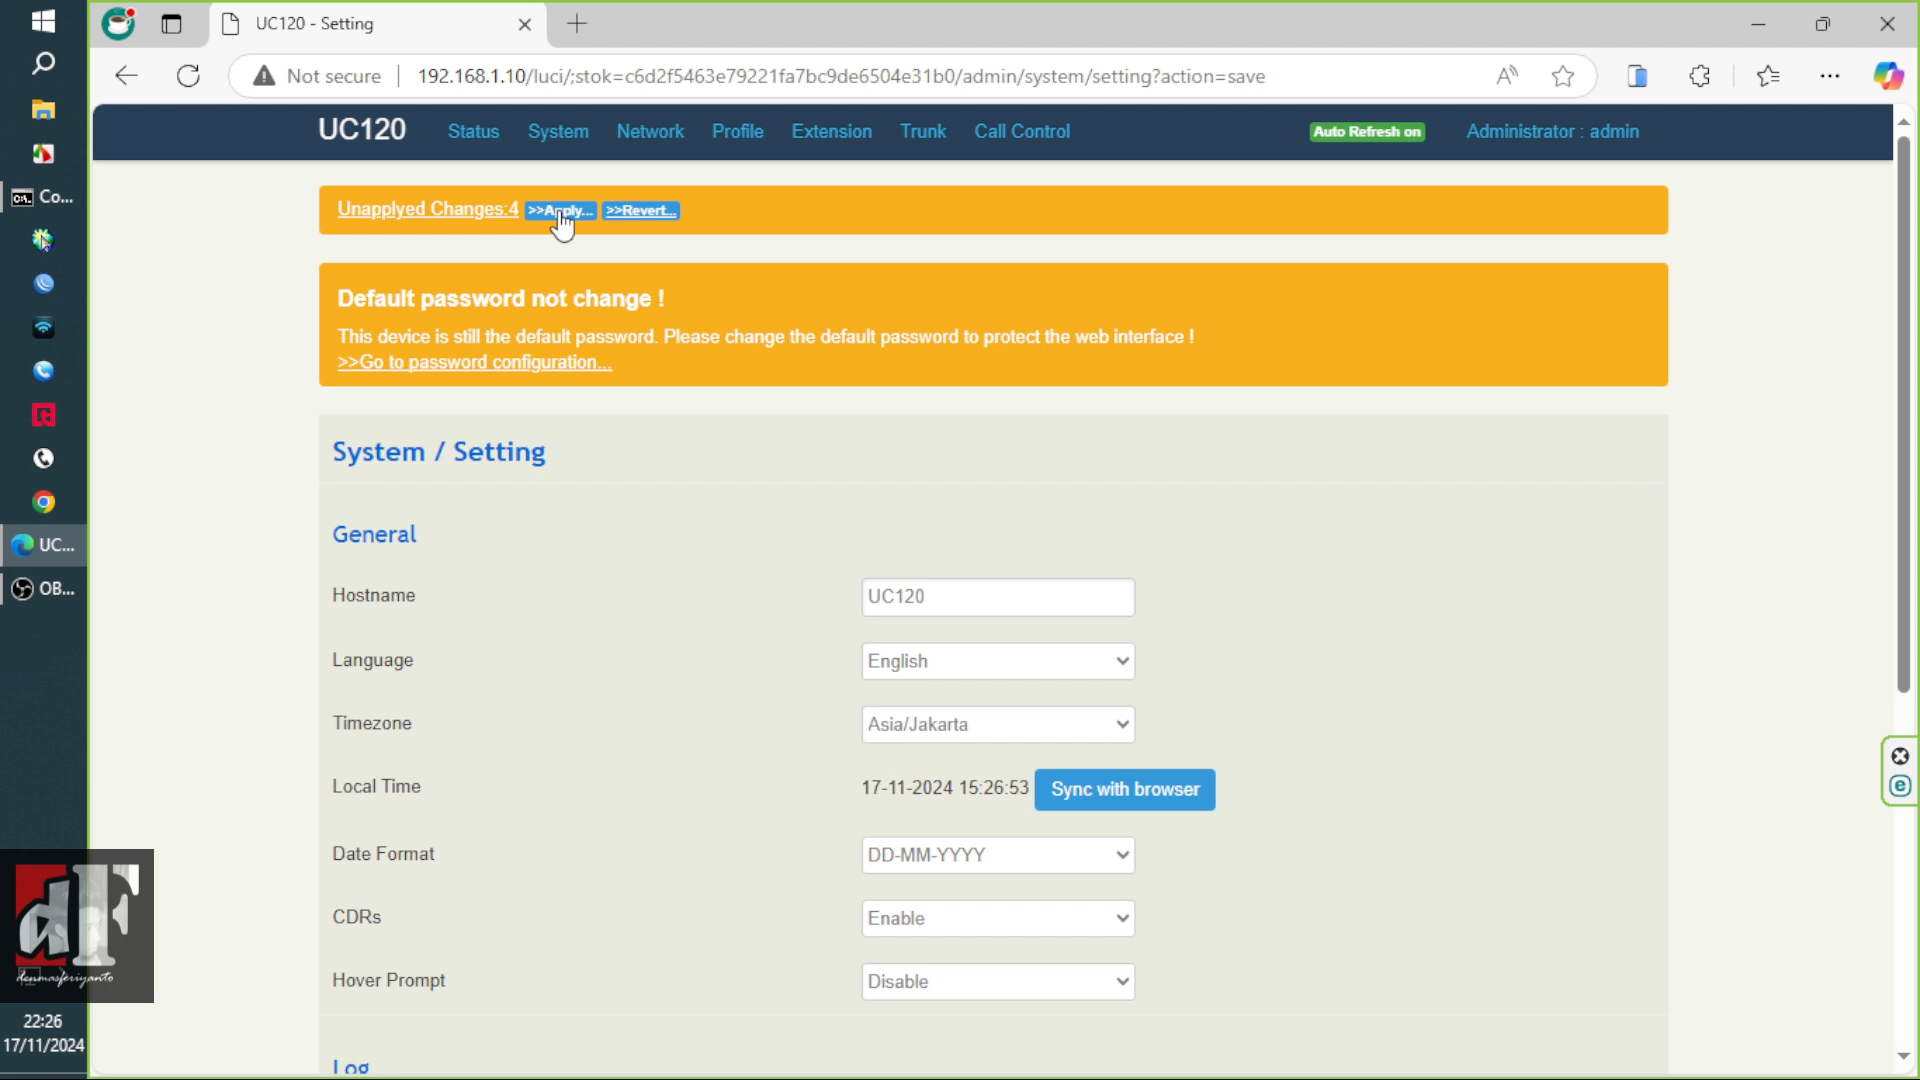 UC120 - Setting
Not secure
192.168.1.10/luci/;stok=c6d2f5463e79221fa7bc9de6504e31b0/admin/system/setting?action=save
UC120
Status
System
Network
Profile
Extension
Trunk
Call Control
Auto Refresh on
Administrator : admin
Unapplyed Changes:4 >>Apply... >>Revert...
Default password not change !
This device is still the default password. Please change the default password to protect the web interface !
>>Go to password configuration...
System / Setting
General
Hostname
UC120
Language
English
Timezone
Asia/Jakarta
Local Time
17-11-2024 15:26:53
Sync with browser
Date Format
DD-MM-YYYY
CDRs
Enable
Hover Prompt
Disable
Log
Co...
UC...
OB...
dF
denmasferiyanto
22:26
17/11/2024